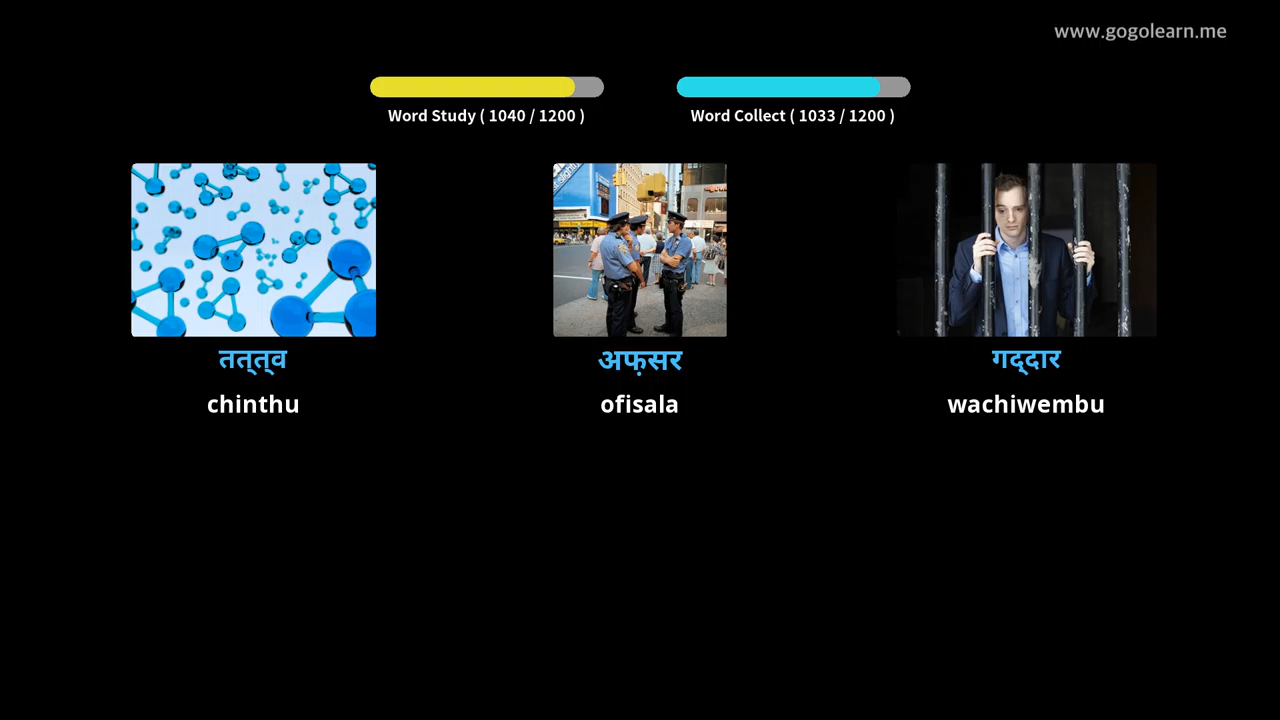 www.gogolearn.me
Word Study ( 1040 / 1200 )
Word Collect ( 1033 / 1200 )
तत्त्व
अफ़सर
गद्दार
chinthu
ofisala
wachiwembu